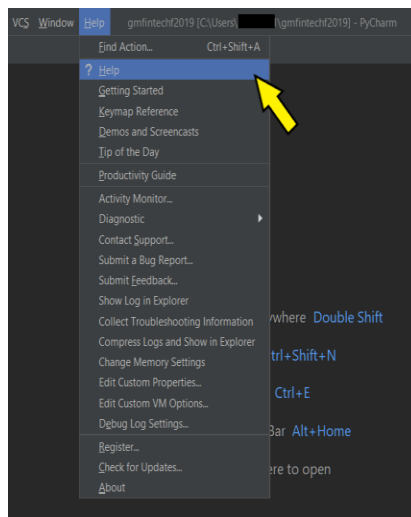 VCS Window Help gmfintechf2019 [C:\Users\ l\gmfintechf2019] - PyCharm
Find Action... Ctrl+Shift+A
? Help
Getting Started
Keymap Reference
Demos and Screencasts
Tip of the Day
Productivity Guide
Activity Monitor...
Diagnostic
Contact Support...
Submit a Bug Report...
Submit Feedback...
Show Log in Explorer
Collect Troubleshooting Information
ywhere Double Shift
Compress Logs and Show in Explorer
trl+Shift+N
Change Memory Settings
Edit Custom Properties...
Ctrl+E
Edit Custom VM Options...
Debug Log Settings...
Bar Alt+Home
Register...
Check for Updates...
ere to open
About